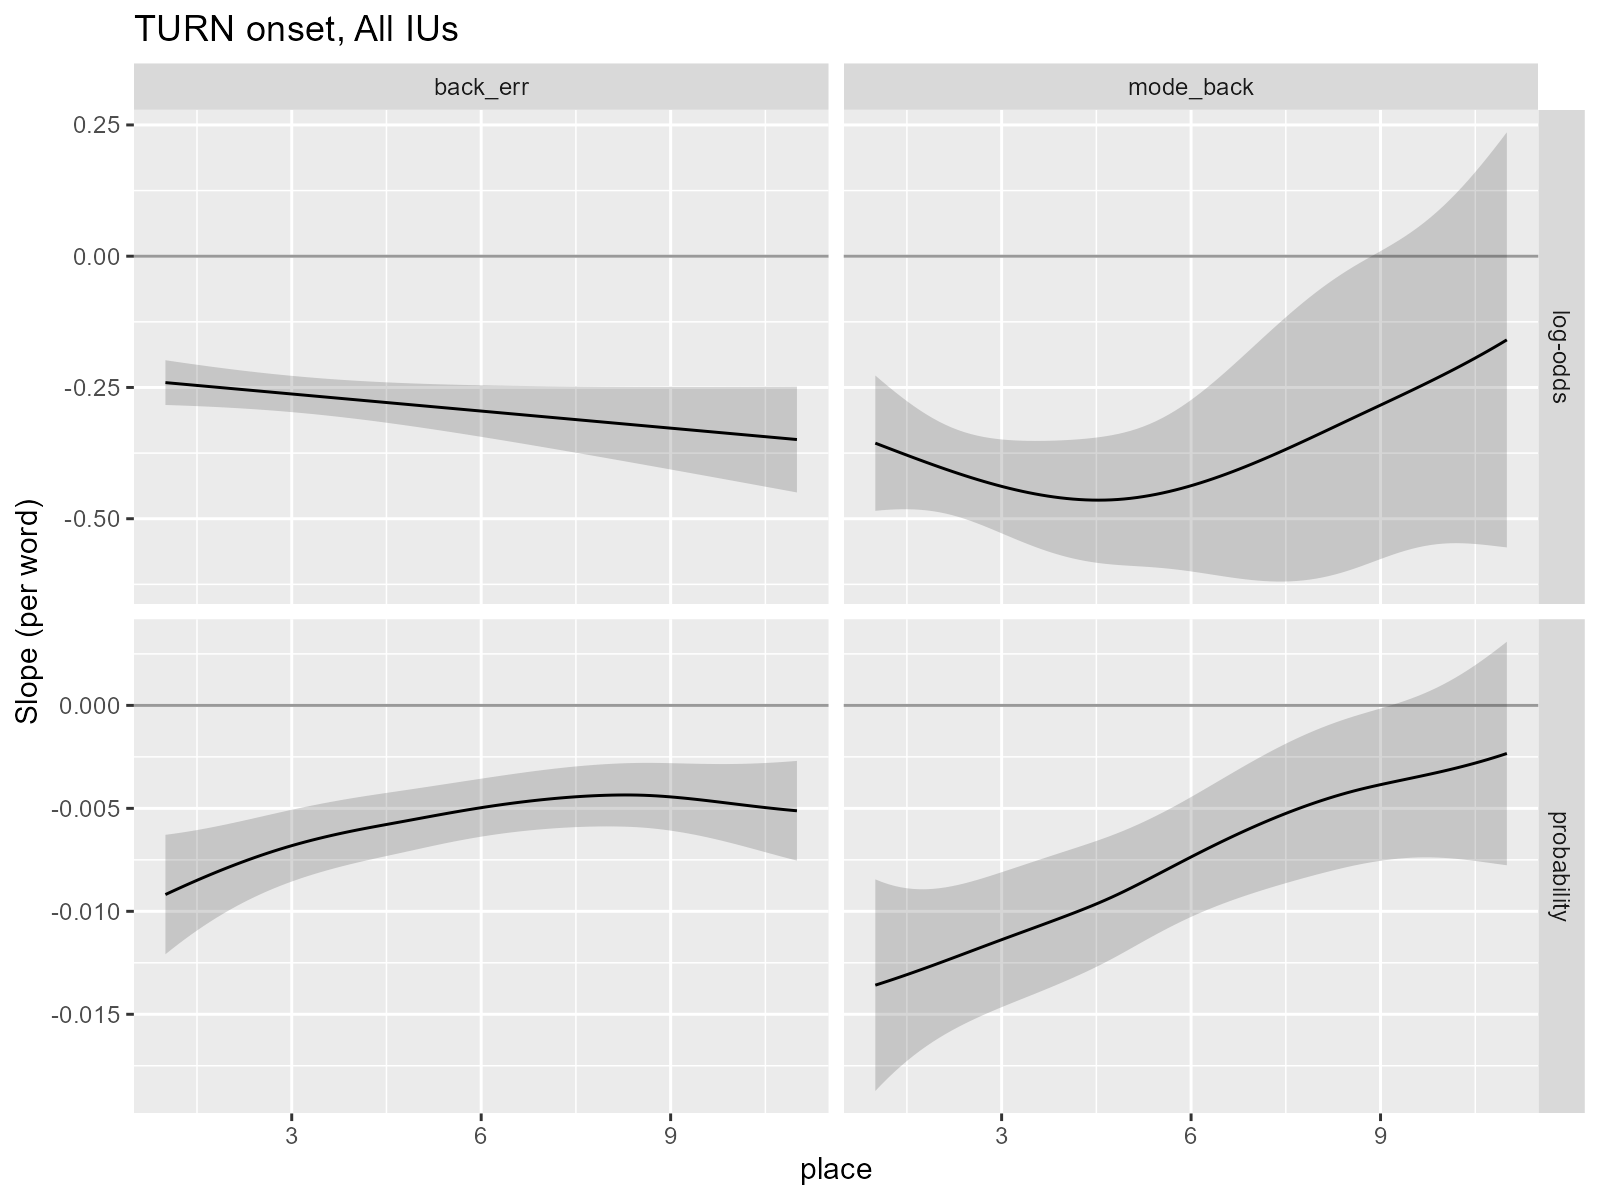 TURN onset, All IUs
back_err
mode_back
0.25
0.00
-0.25
-0.50
log-odds
Slope (per word)
0.000
-0.005
-0.010
-0.015
probability
3
6
9
3
6
9
place